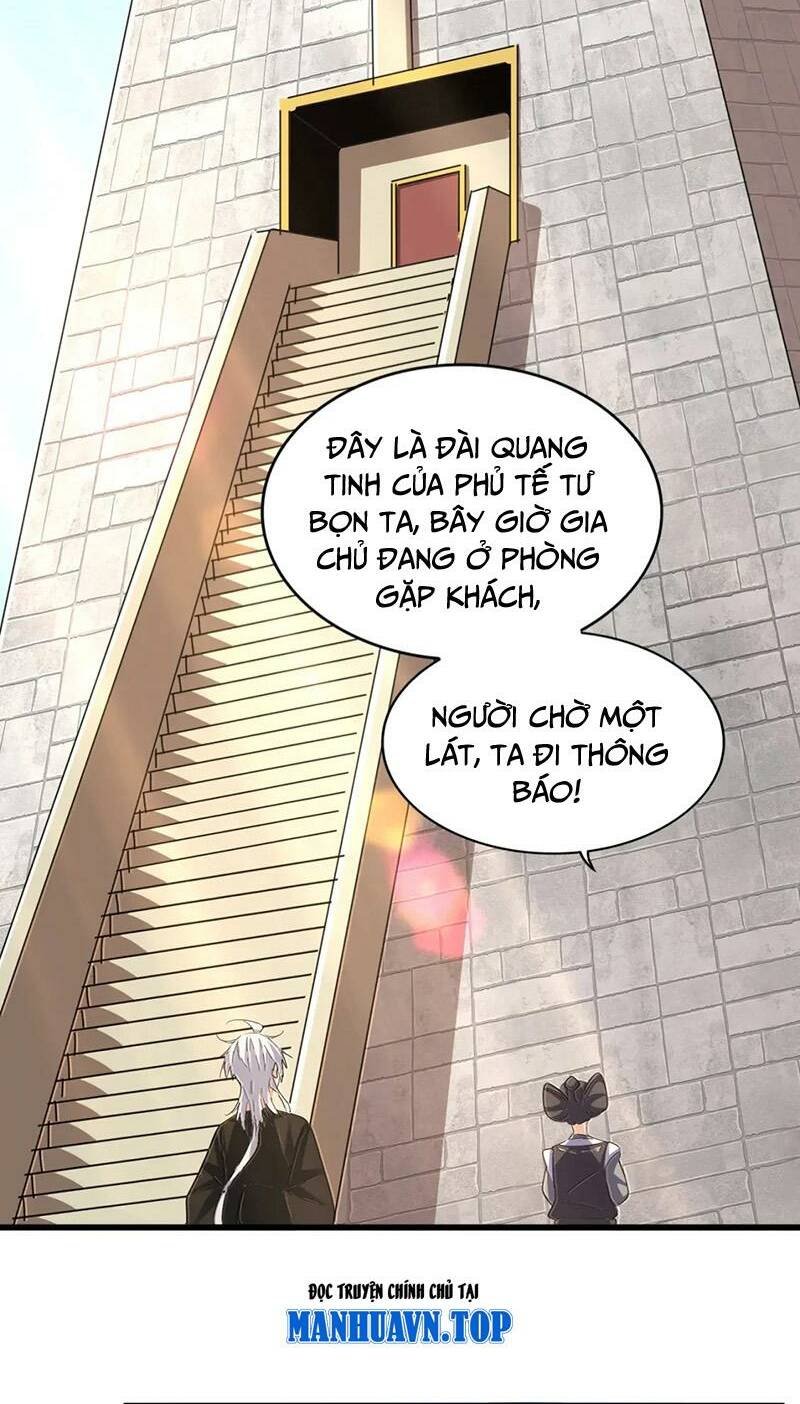 ĐÂY LÀ ĐÀI QUANG
TINH CỦA PHỦ TẾ TƯ
BỌN TA, BÂY GIỜ GIA
CHỦ ĐANG Ở PHÒNG
GẶP KHÁCH,
NGƯỜI CHỜ MỘT
LÁT, TA ĐI THÔNG
BÁO!
ĐỌC TRUYỆN CHÍNH CHỦ TẠI
MANHUAVN.TOP